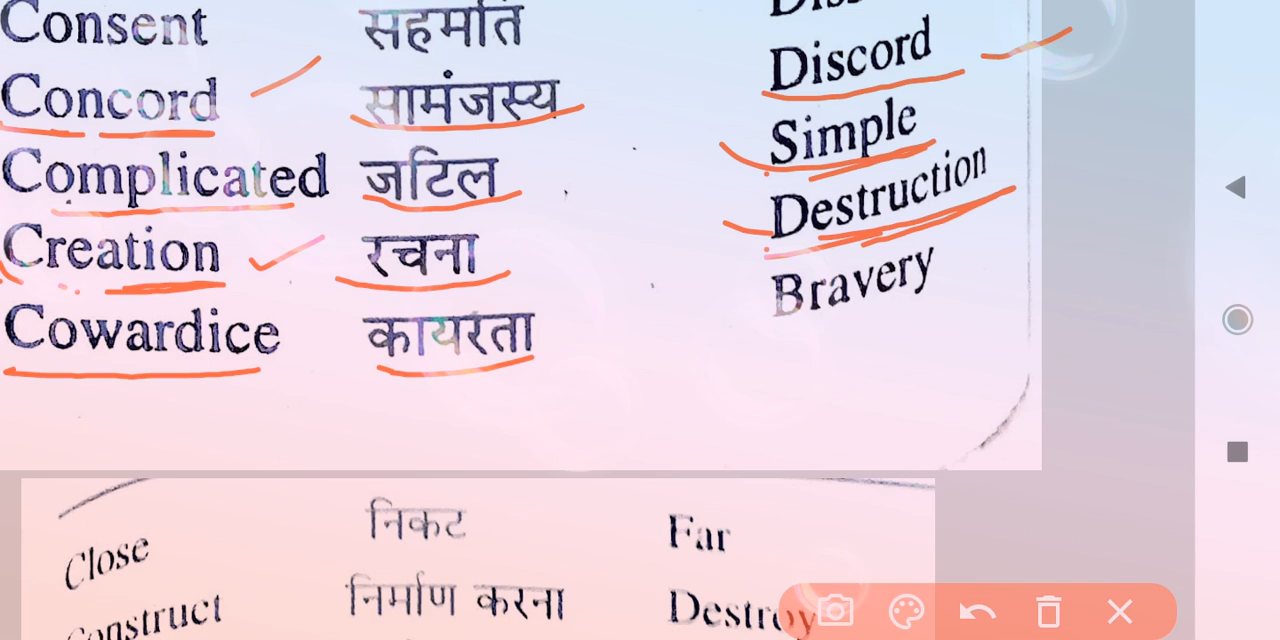 Consent सहमति
Concord सामंजस्य Discord
Complicated जटिल Simple
Creation रचना Destruction
Cowardice कायरता Bravery
Close निकट Far
Construct निर्माण करना Destroy